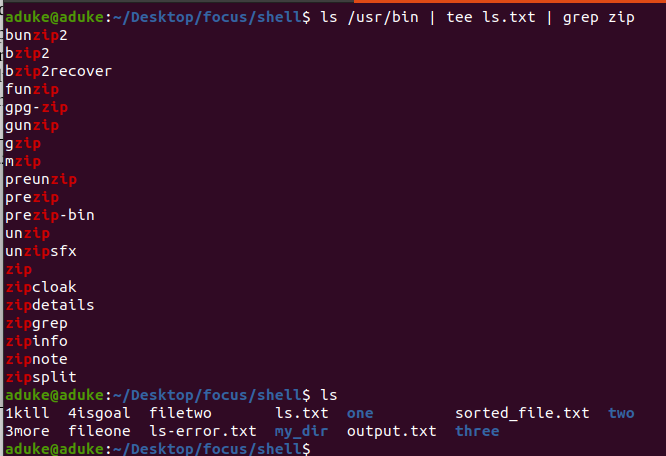 aduke@aduke:~/Desktop/focus/shell$ ls /usr/bin | tee ls.txt | grep zip
bunzip2
bzip2
bzip2recover
funzip
gpg-zip
gunzip
gzip
mzip
preunzip
prezip
prezip-bin
unzip
unzipsfx
zip
zipcloak
zipdetails
zipgrep
zipinfo
zipnote
zipsplit
aduke@aduke:~/Desktop/focus/shell$ ls
1kill 4isgoal filetwo ls.txt one sorted_file.txt two
3more fileone ls-error.txt my_dir output.txt three
aduke@aduke:~/Desktop/focus/shell$